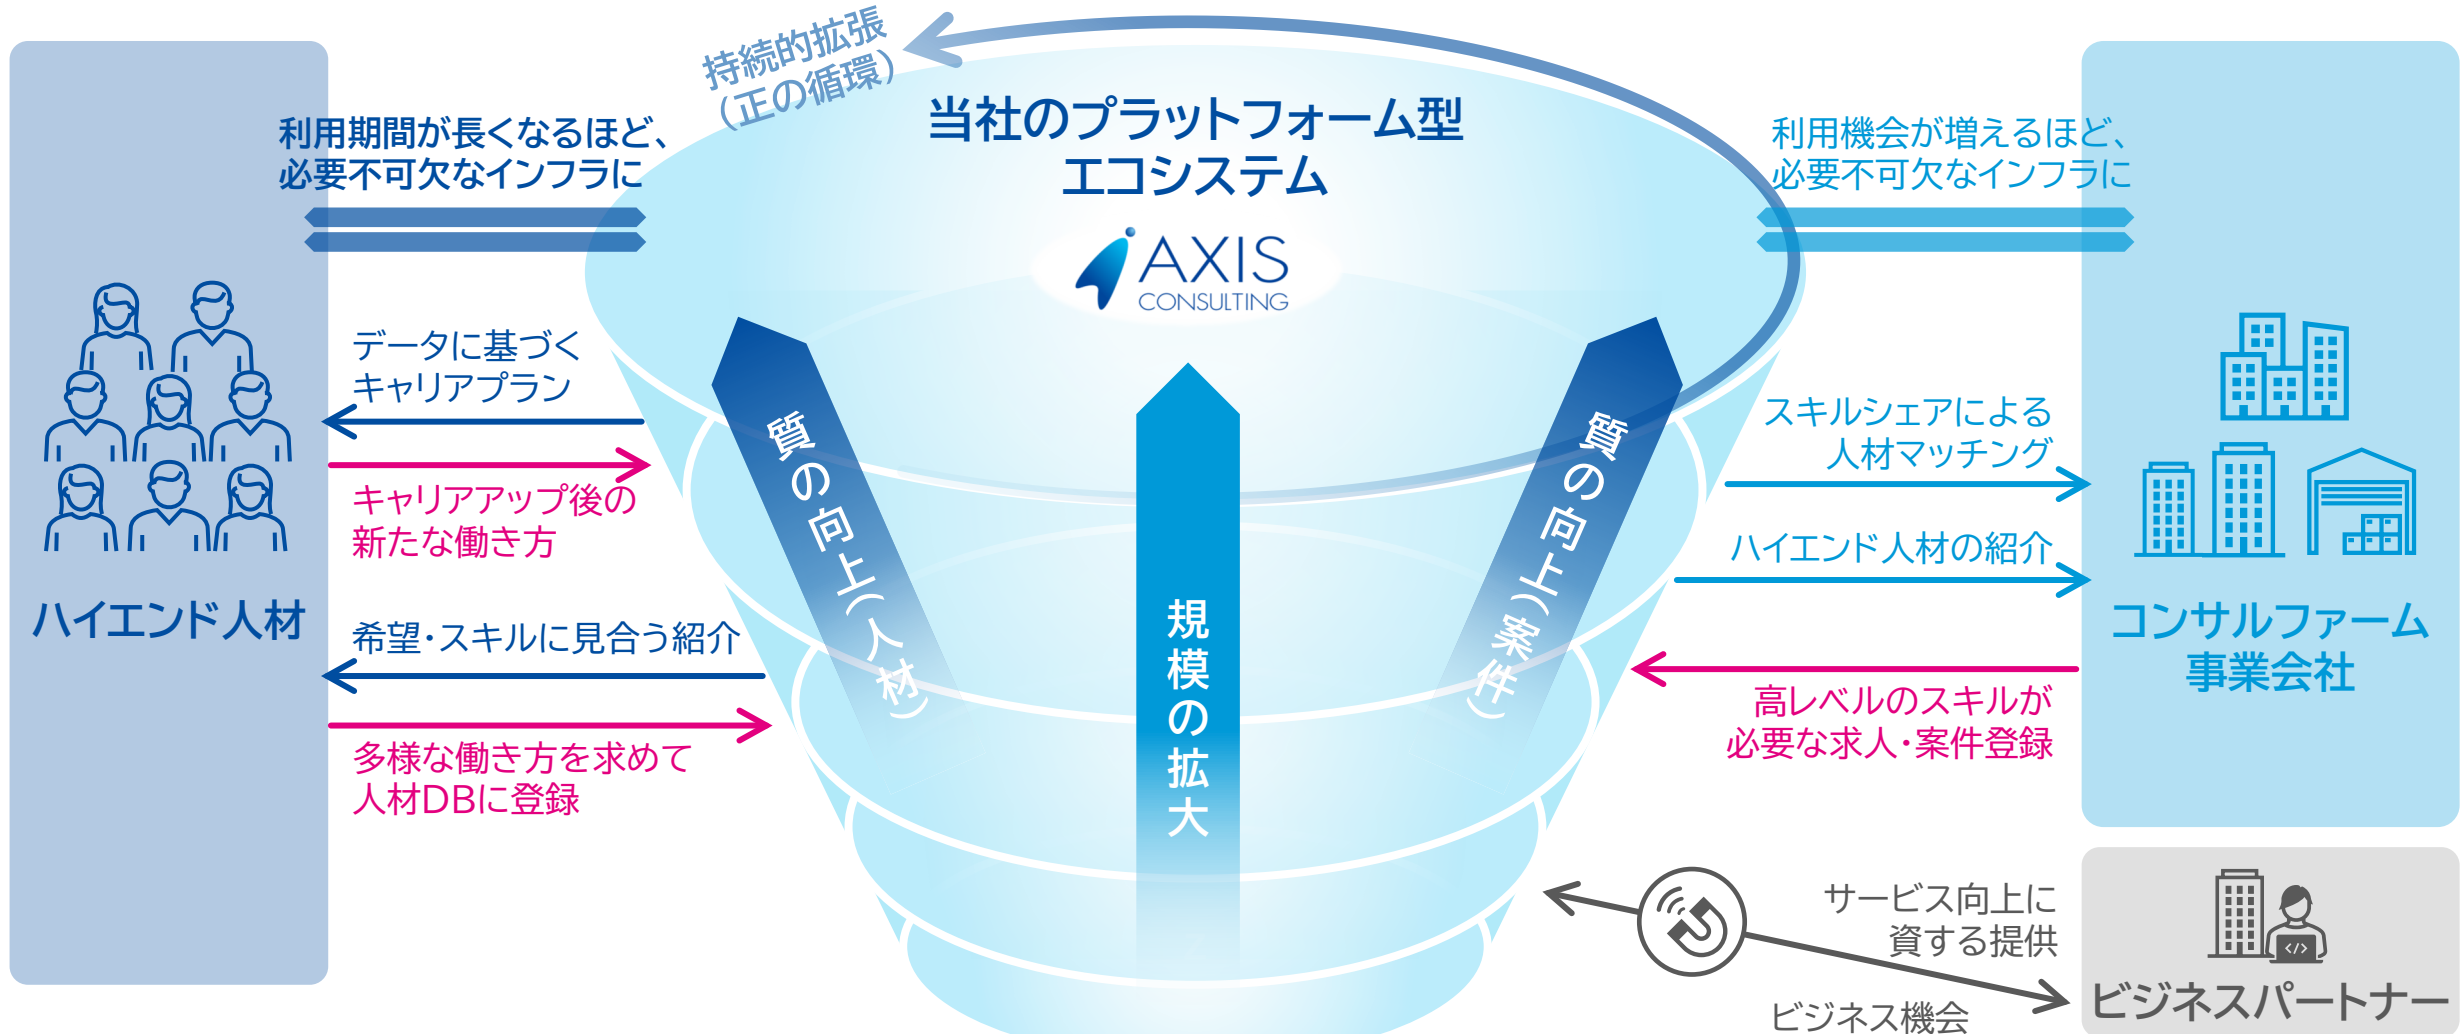 持続的拡張
（正の循環）
当社のプラットフォーム型
エコシステム
AXIS
CONSULTING
利用期間が長くなるほど、
必要不可欠なインフラに
データに基づく
キャリアプラン
キャリアアップ後の
新たな働き方
ハイエンド人材
希望・スキルに見合う紹介
多様な働き方を求めて
人材DBに登録
質の向上（人材）
規模の拡大
質の向上（案件）
利用機会が増えるほど、
必要不可欠なインフラに
スキルシェアによる
人材マッチング
ハイエンド人材の紹介
コンサルファーム
事業会社
高レベルのスキルが
必要な求人・案件登録
サービス向上に
資する提供
ビジネス機会
ビジネスパートナー